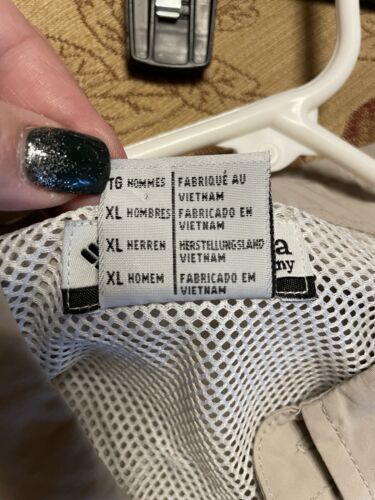 TG HOMMES FABRIQUÉ AU
VIETNAM
XL HOMBRES FABRICADO EN
VIETNAM
XL HERREN HERSTELLUNGSLAND
VIETNAM
XL HOMEM FABRICADO EM
VIETNAM